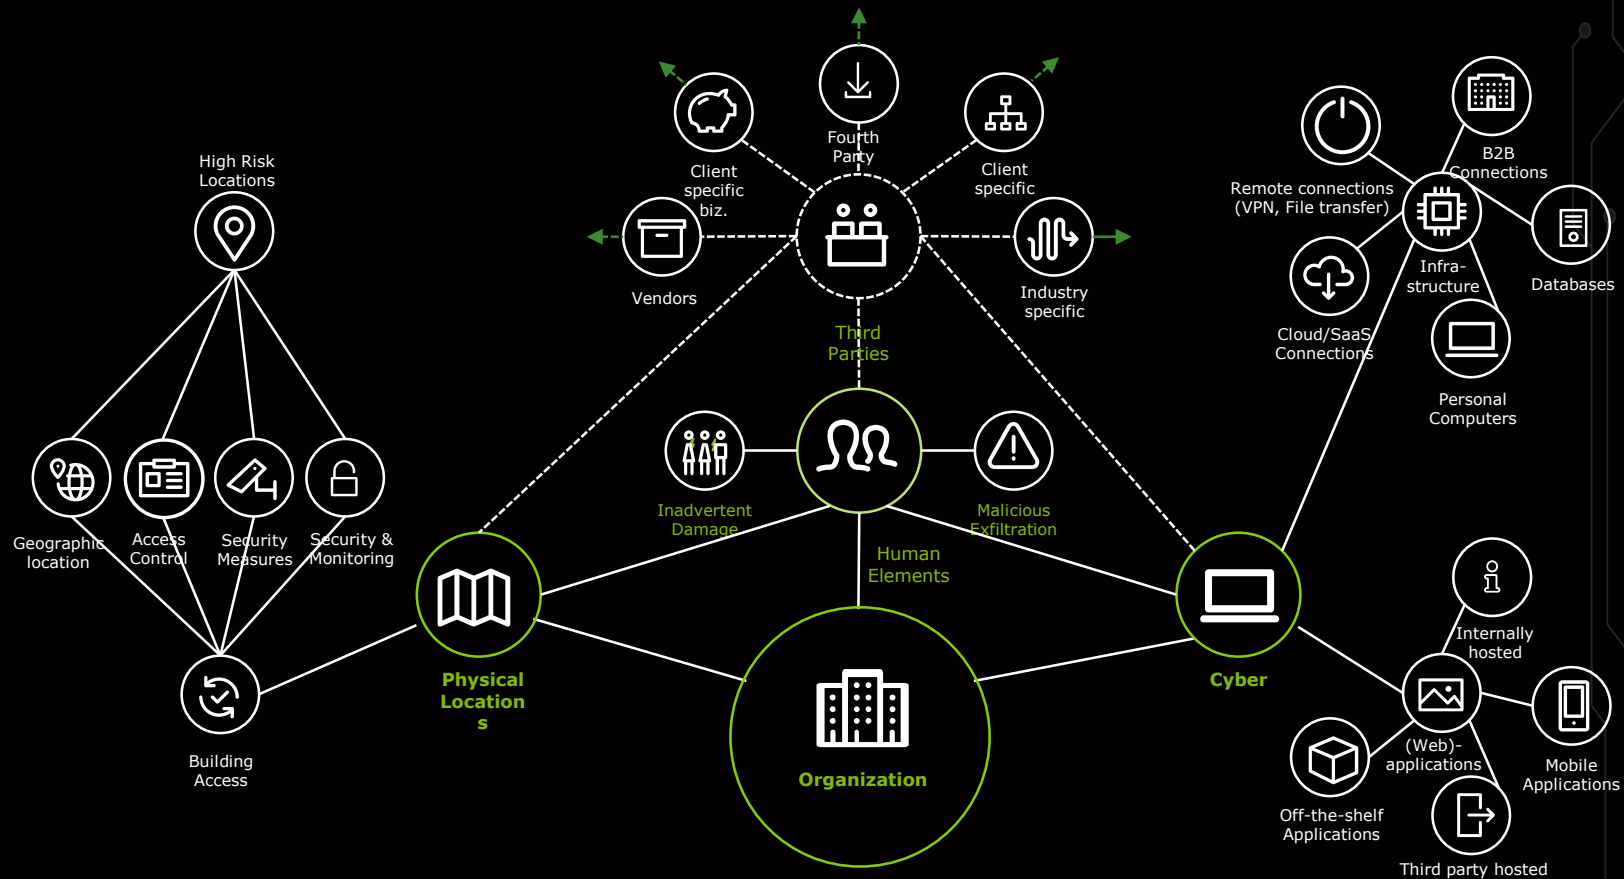 High Risk
Locations
Geographic
location
Access
Control
Security
Measures
Security &
Monitoring
Building
Access
Physical
Location
s
Client
specific
biz.
Fourth
Party
Client
specific
Vendors
Industry
specific
Third
Parties
Inadvertent
Damage
Malicious
Exfiltration
Human
Elements
Organization
Cyber
Remote connections
(VPN, File transfer)
B2B
Connections
Infra-
structure
Databases
Cloud/SaaS
Connections
Personal
Computers
Internally
hosted
(Web)-
applications
Mobile
Applications
Off-the-shelf
Applications
Third party hosted